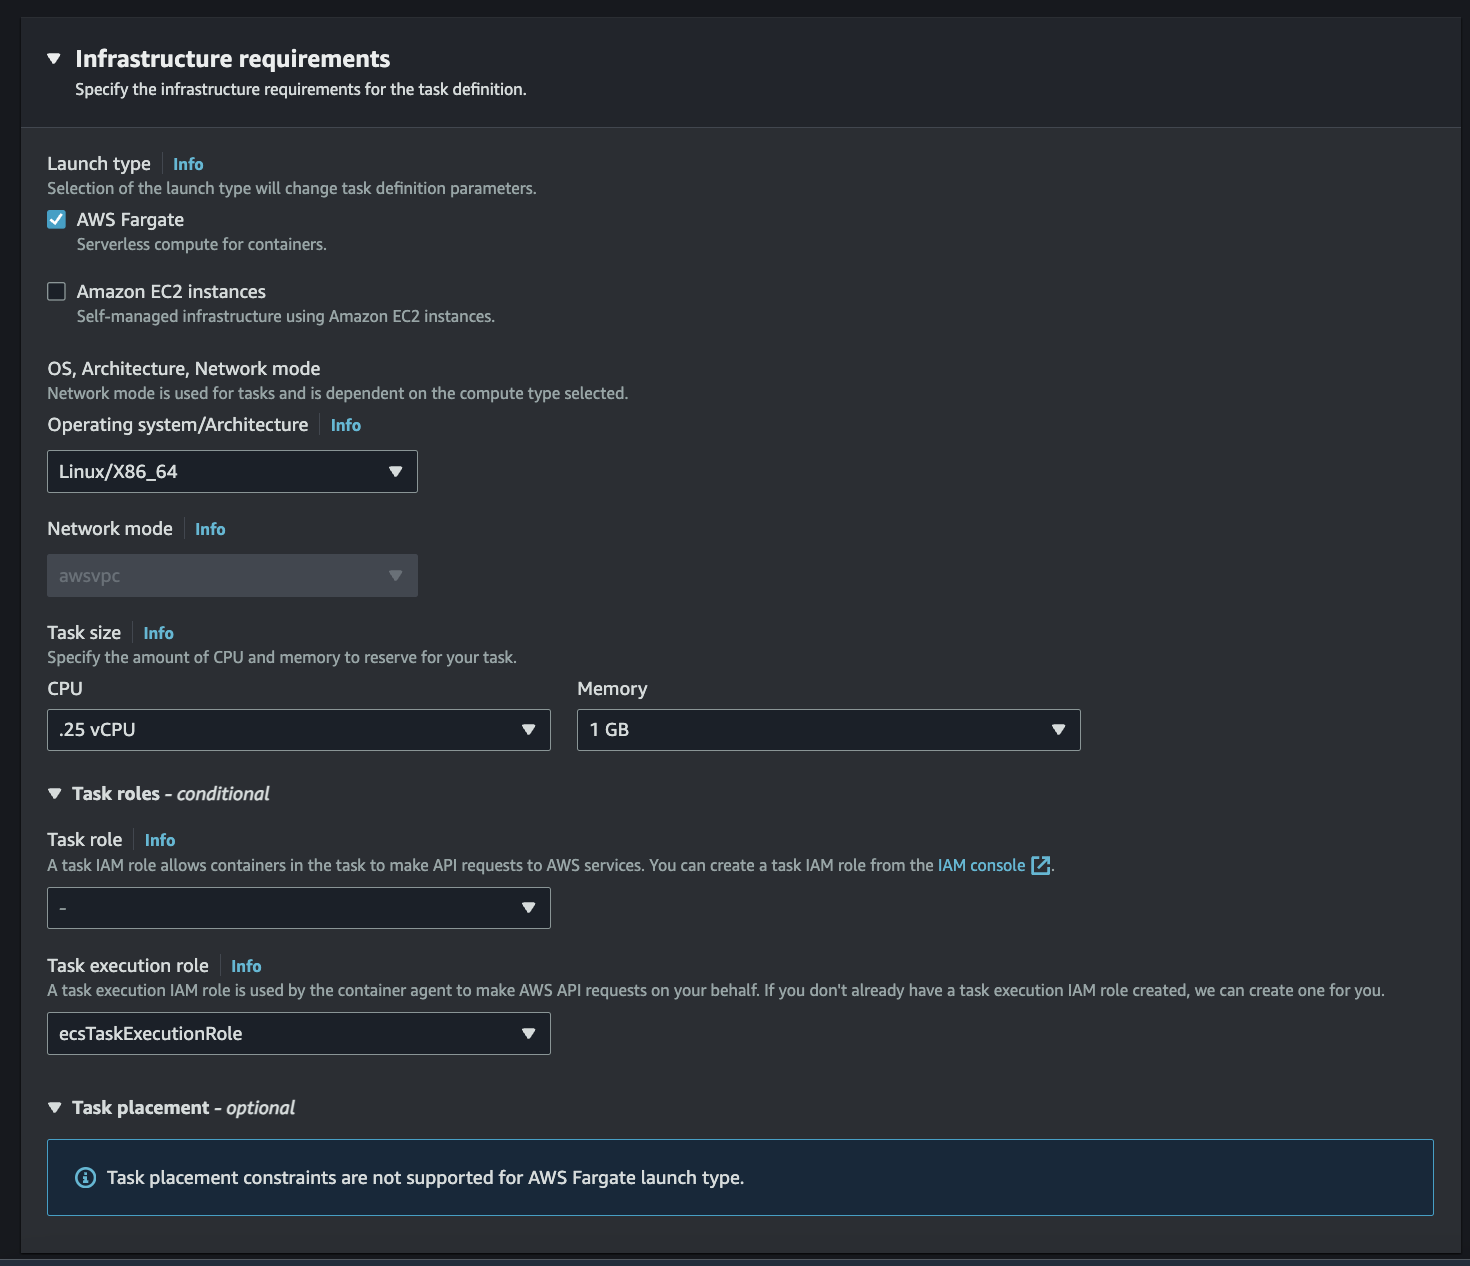 Infrastructure requirements
Specify the infrastructure requirements for the task definition.
Launch type Info
Selection of the launch type will change task definition parameters.
AWS Fargate
Serverless compute for containers.
Amazon EC2 instances
Self-managed infrastructure using Amazon EC2 instances.
OS, Architecture, Network mode
Network mode is used for tasks and is dependent on the compute type selected.
Operating system/Architecture Info
Linux/X86_64
Network mode Info
awsvpc
Task size Info
Specify the amount of CPU and memory to reserve for your task.
CPU Memory
.25 vCPU 1 GB
Task roles - conditional
Task role Info
A task IAM role allows containers in the task to make API requests to AWS services. You can create a task IAM role from the IAM console.
-
Task execution role Info
A task execution IAM role is used by the container agent to make AWS API requests on your behalf. If you don't already have a task execution IAM role created, we can create one for you.
ecsTaskExecutionRole
Task placement - optional
Task placement constraints are not supported for AWS Fargate launch type.